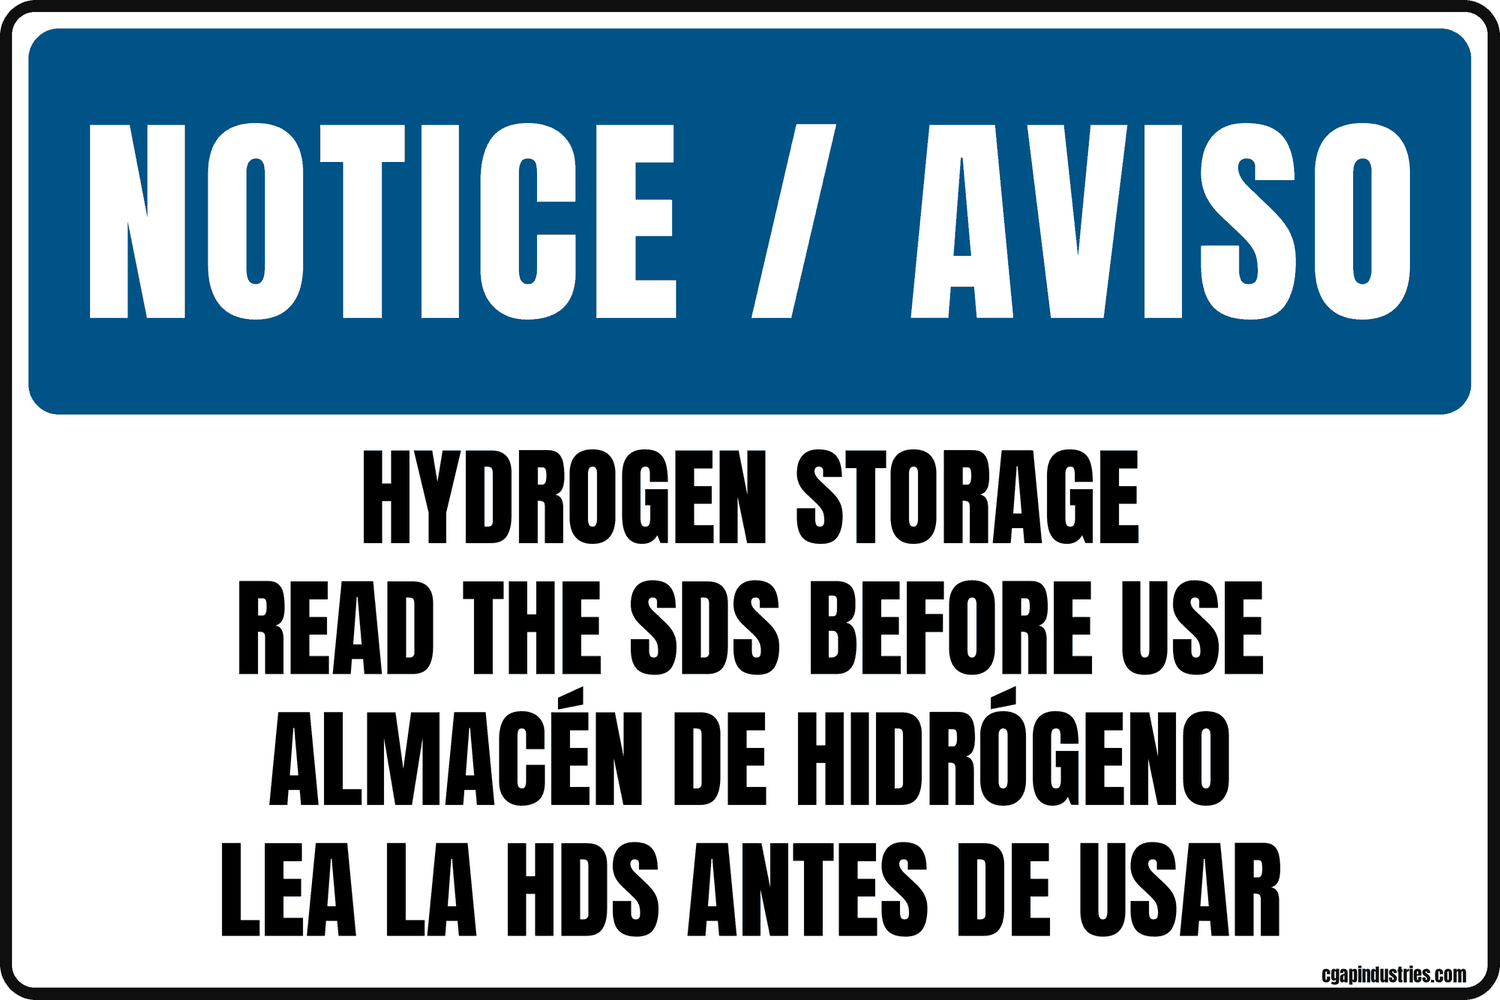 NOTICE / AVISO
HYDROGEN STORAGE
READ THE SDS BEFORE USE
ALMACÉN DE HIDRÓGENO
LEA LA HDS ANTES DE USAR
cgapindustries.com